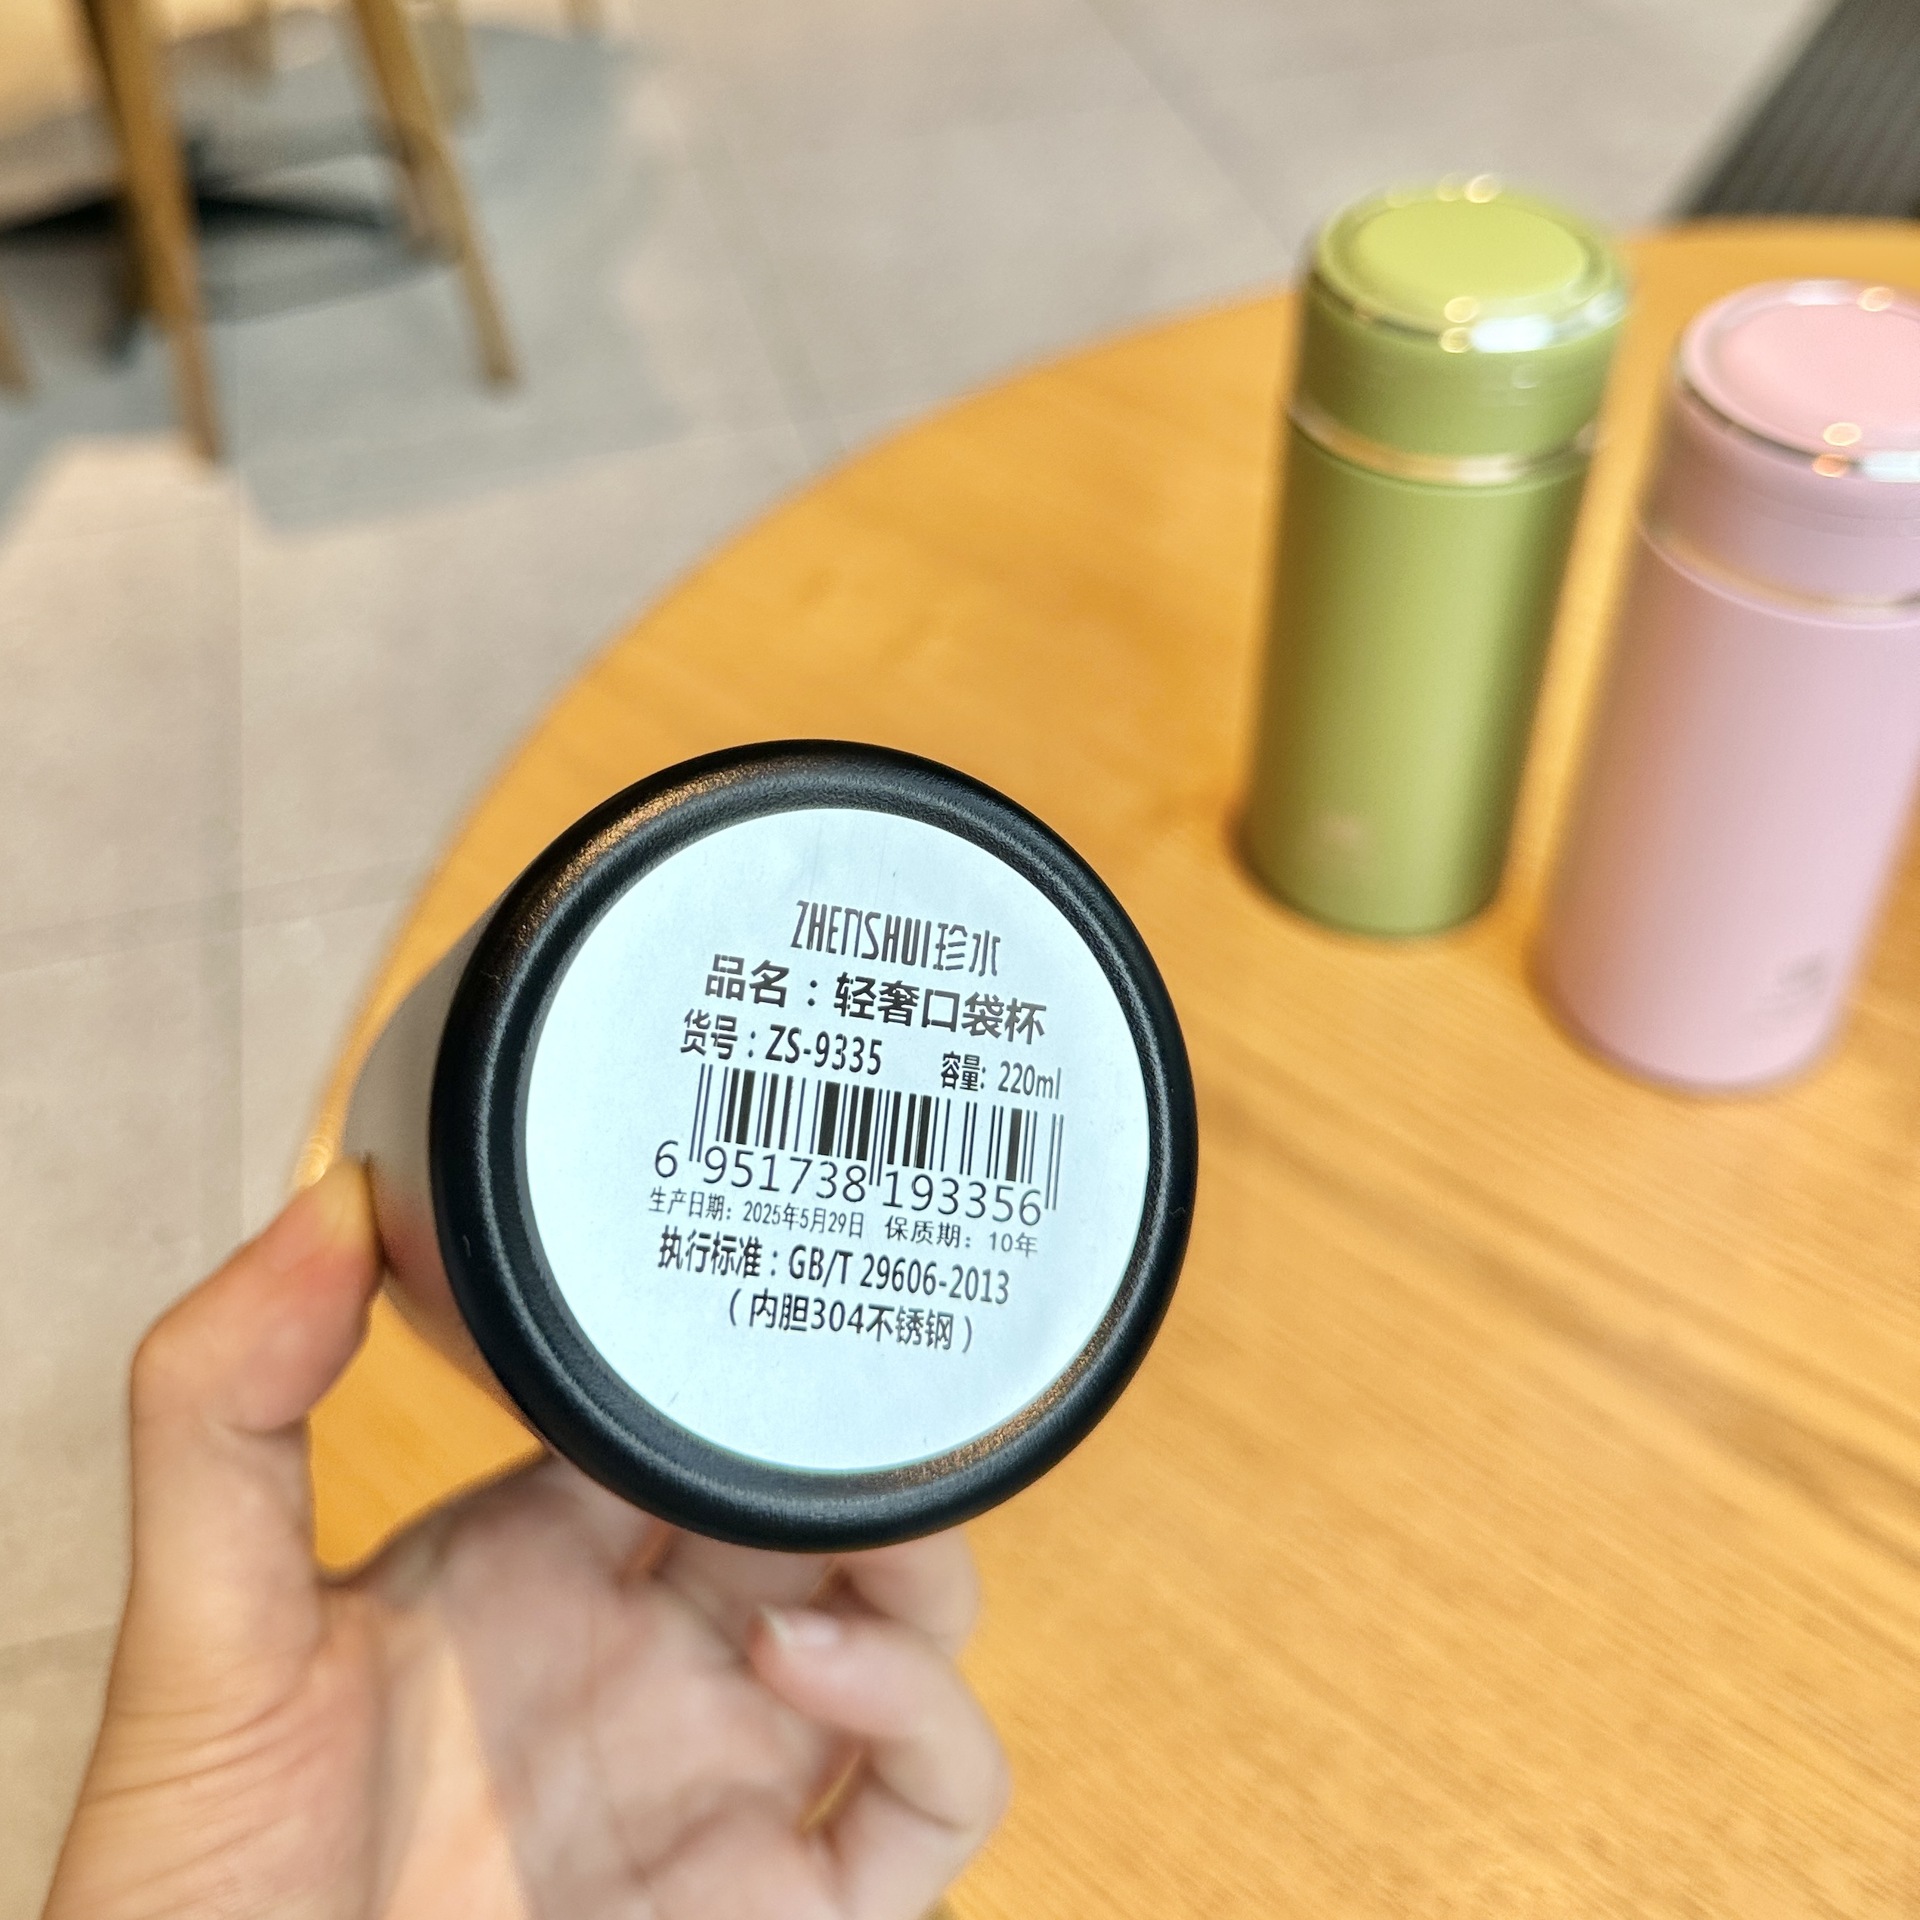 ZHENSHUI珍水
品名：轻奢口袋杯
货号：ZS-9335 容量: 220ml
6 951738 193356
生产日期: 2025年5月29日 保质期: 10年
执行标准：GB/T 29606-2013
（内胆304不锈钢）